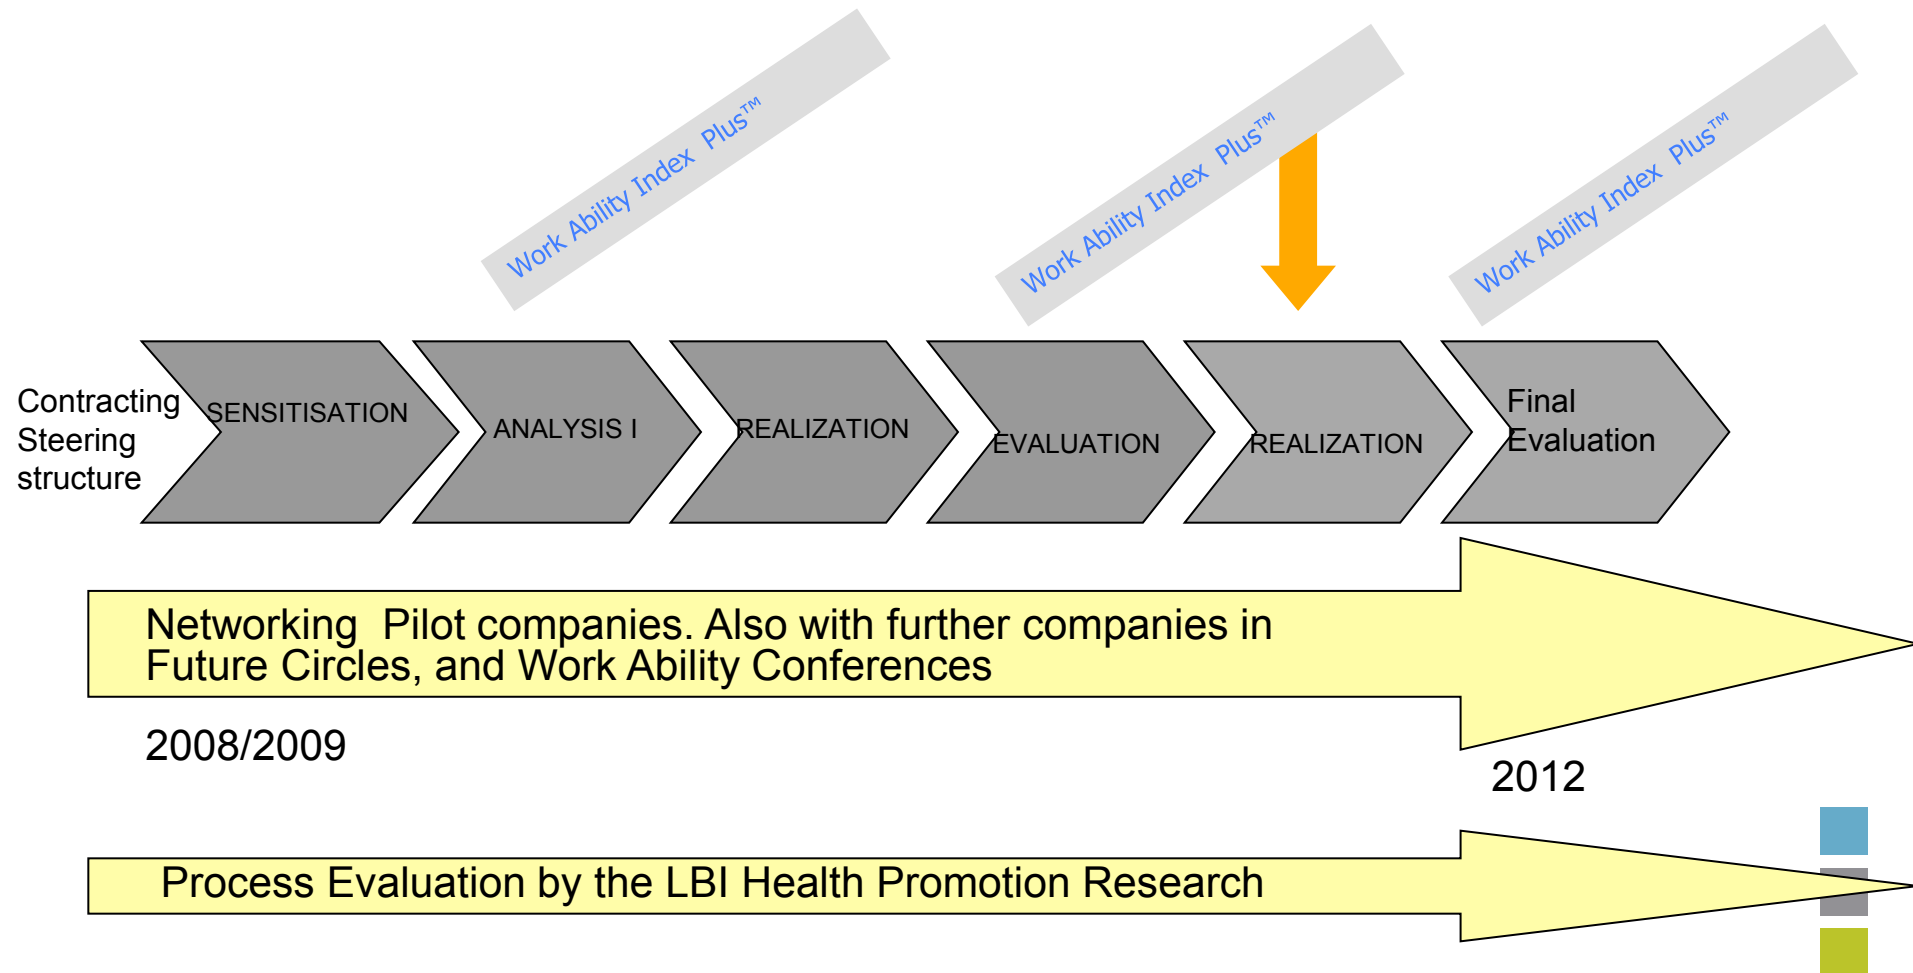 Work Ability Index  Plus™
Work Ability Index  Plus™
Work Ability Index  Plus™
Contracting
Steering
structure
SENSITISATION
ANALYSIS I
REALIZATION
EVALUATION
REALIZATION
Final
Evaluation
Networking  Pilot companies. Also with further companies in
Future Circles, and Work Ability Conferences
2008/2009
2012
Process Evaluation by the LBI Health Promotion Research